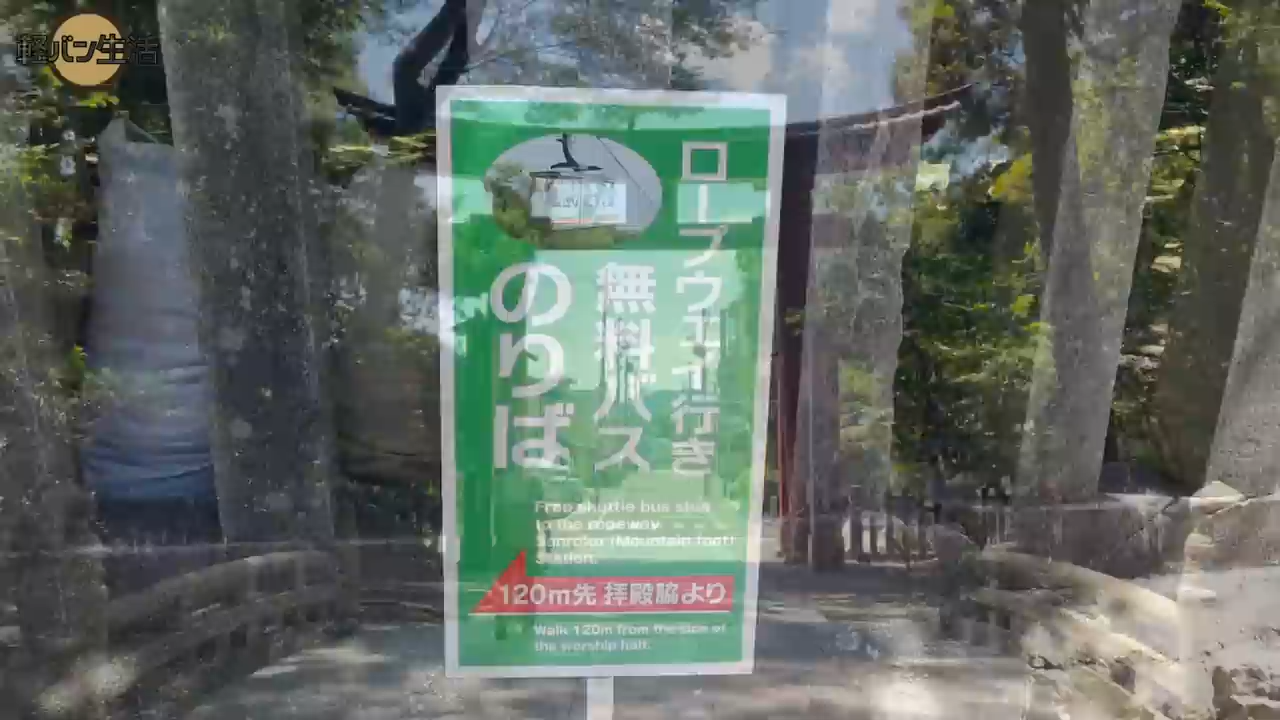 軽バン生活
ロープウエイ行き
無料バス
のりば
Free shuttle bus stop
to the ropeway
Sanroku (Mountain foot)
Station.
120m先 拝殿脇より
Walk 120m from the side of
the worship hall.